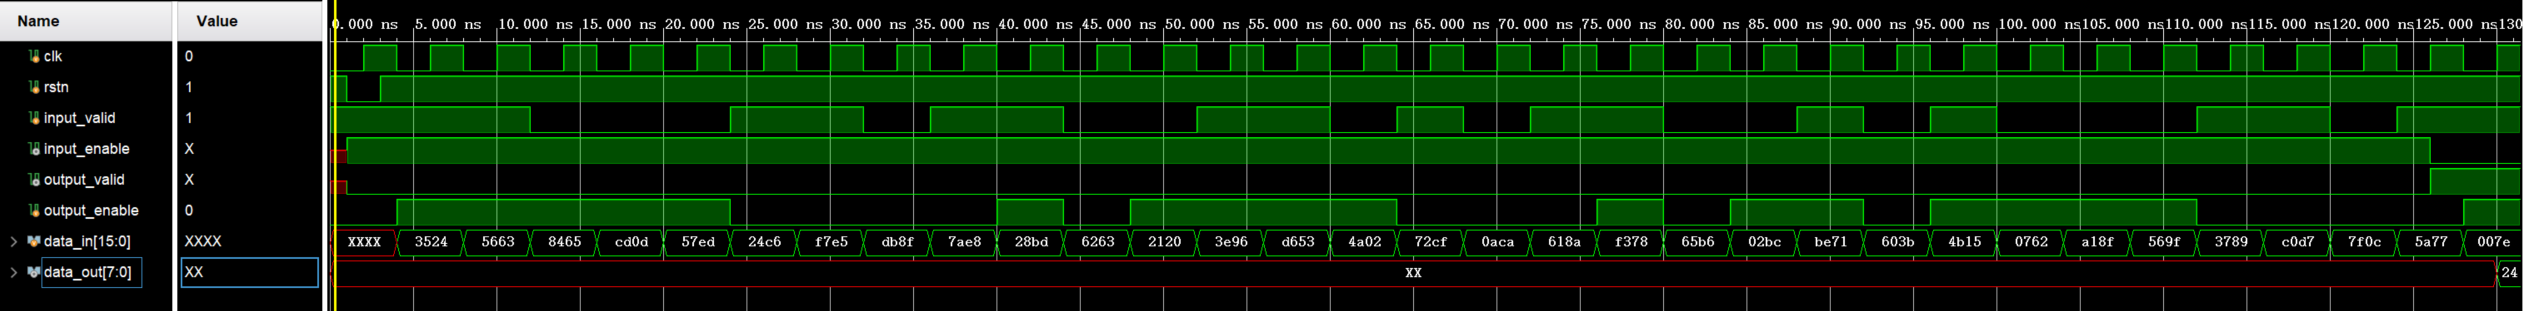 Name Value 0.000 ns 5.000 ns 10.000 ns 15.000 ns 20.000 ns 25.000 ns 30.000 ns 35.000 ns 40.000 ns 45.000 ns 50.000 ns 55.000 ns 60.000 ns 65.000 ns 70.000 ns 75.000 ns 80.000 ns 85.000 ns 90.000 ns 95.000 ns 100.000 ns 105.000 ns 110.000 ns 115.000 ns 120.000 ns 125.000 ns 130
clk 0
rstn 1
input_valid 1
input_enable X
output_valid X
output_enable 0
data_in[15:0] XXXX XXXX 3524 5663 8465 cd0d 57ed 24c6 f7e5 db8f 7ae8 28bd 6263 2120 3e96 d653 4a02 72cf 0aca 618a f378 65b6 02bc be71 603b 4b15 0762 a18f 569f 3789 c0d7 7f0c 5a77 007e
data_out[7:0] XX XX 24